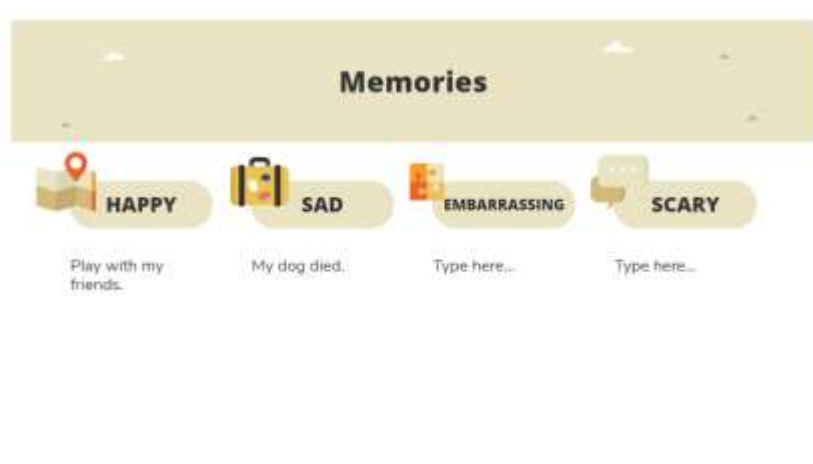 Memories
HAPPY
SAD
EMBARRASSING
SCARY
Play with my
friends.
My dog died.
Type here...
Type here...